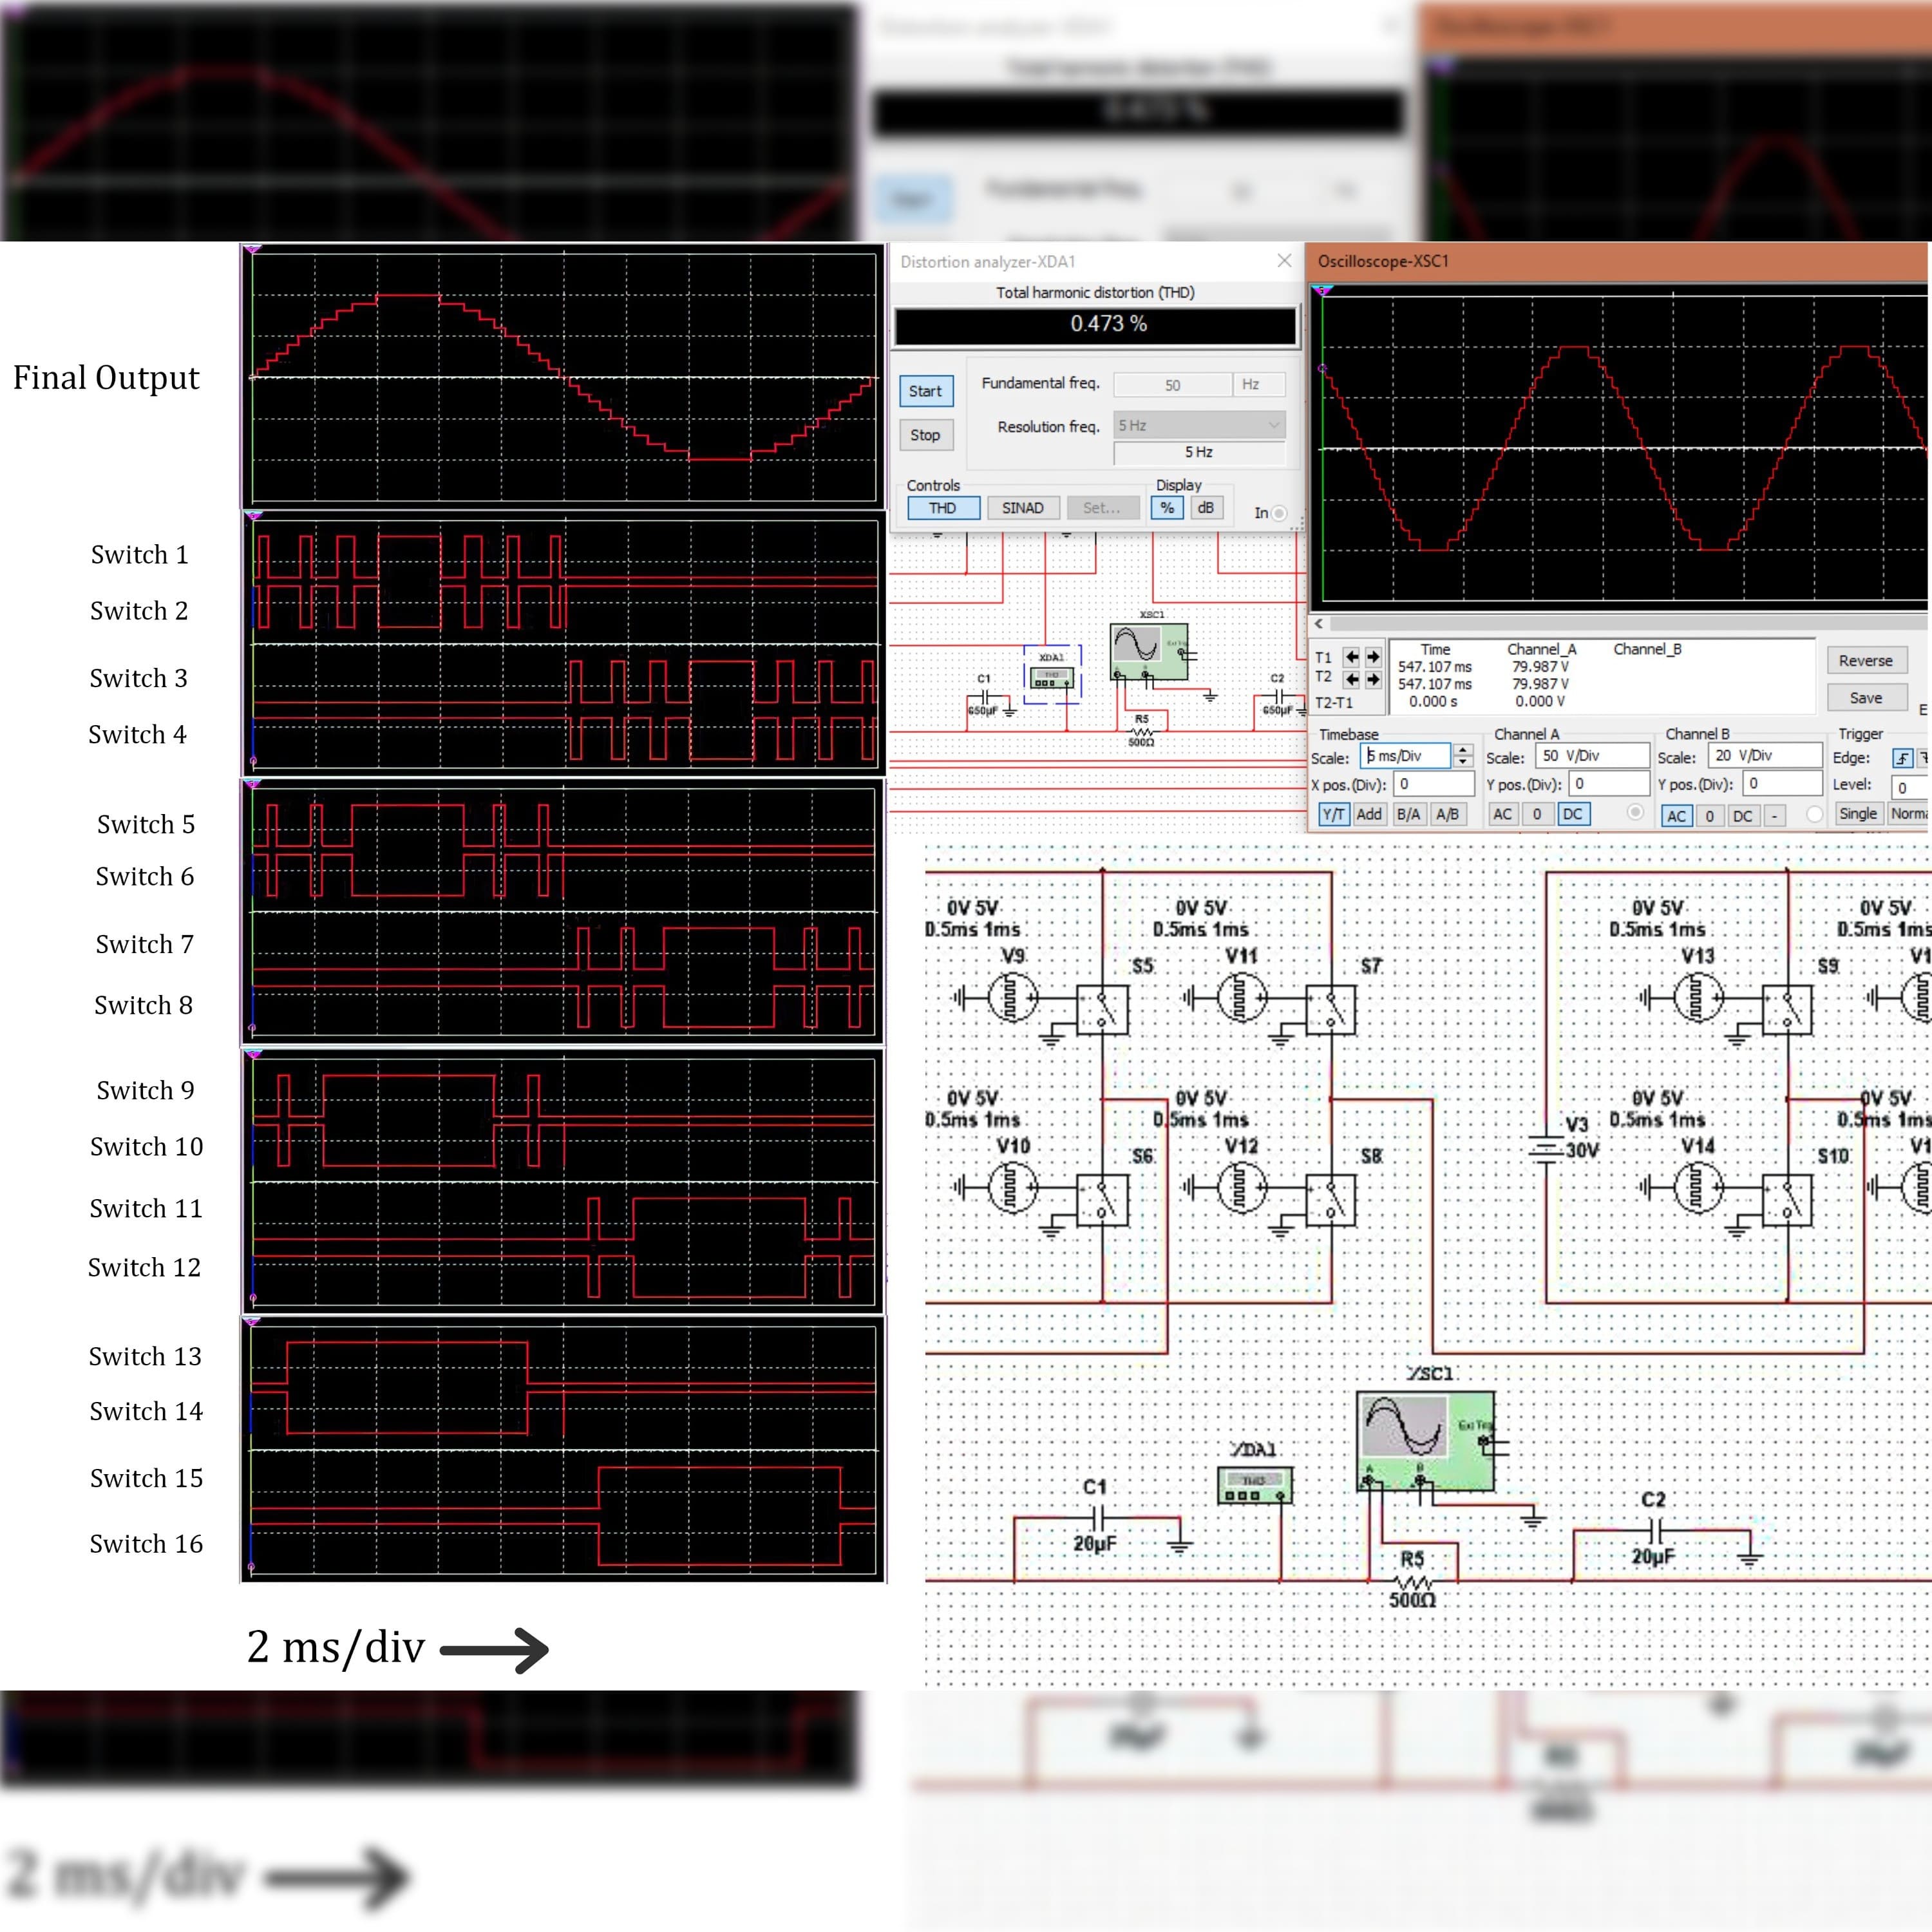 Final Output
Switch 1
Switch 2
Switch 3
Switch 4
Switch 5
Switch 6
Switch 7
Switch 8
Switch 9
Switch 10
Switch 11
Switch 12
Switch 13
Switch 14
Switch 15
Switch 16
2 ms/div
Distortion analyzer-XDA1
Total harmonic distortion (THD)
0.473 %
Start
Fundamental freq. 50 Hz
Stop
Resolution freq. 5 Hz
5 Hz
Controls
Display
THD SINAD Set... % dB In
XSC1
Ext Trig
XDA1
THD
C1
650µF
R5
500Ω
C2
650µF
Oscilloscope-XSC1
Time Channel_A Channel_B
T1 547.107 ms 79.987 V
T2 547.107 ms 79.987 V
T2-T1 0.000 s 0.000 V
Reverse
Save
E
Timebase Channel A Channel B Trigger
Scale: 5 ms/Div Scale: 50 V/Div Scale: 20 V/Div Edge:
X pos.(Div): 0 Y pos.(Div): 0 Y pos.(Div): 0 Level: 0
Y/T Add B/A A/B AC 0 DC AC 0 DC - Single Norma
0V 5V 0V 5V 0V 5V 0V 5V
0.5ms 1ms 0.5ms 1ms 0.5ms 1ms 0.5ms 1ms
V9 S5 V11 S7 V13 S9 V1
0V 5V 0V 5V 0V 5V 0V 5V
0.5ms 1ms 0.5ms 1ms 0.5ms 1ms 0.5ms 1ms
V3
30V
V10 S6 V12 S8 V14 S10 V1
XSC1
Ext Trig
A B
XDA1
THD
C1
20µF
R5
500Ω
C2
20µF
2 ms/div